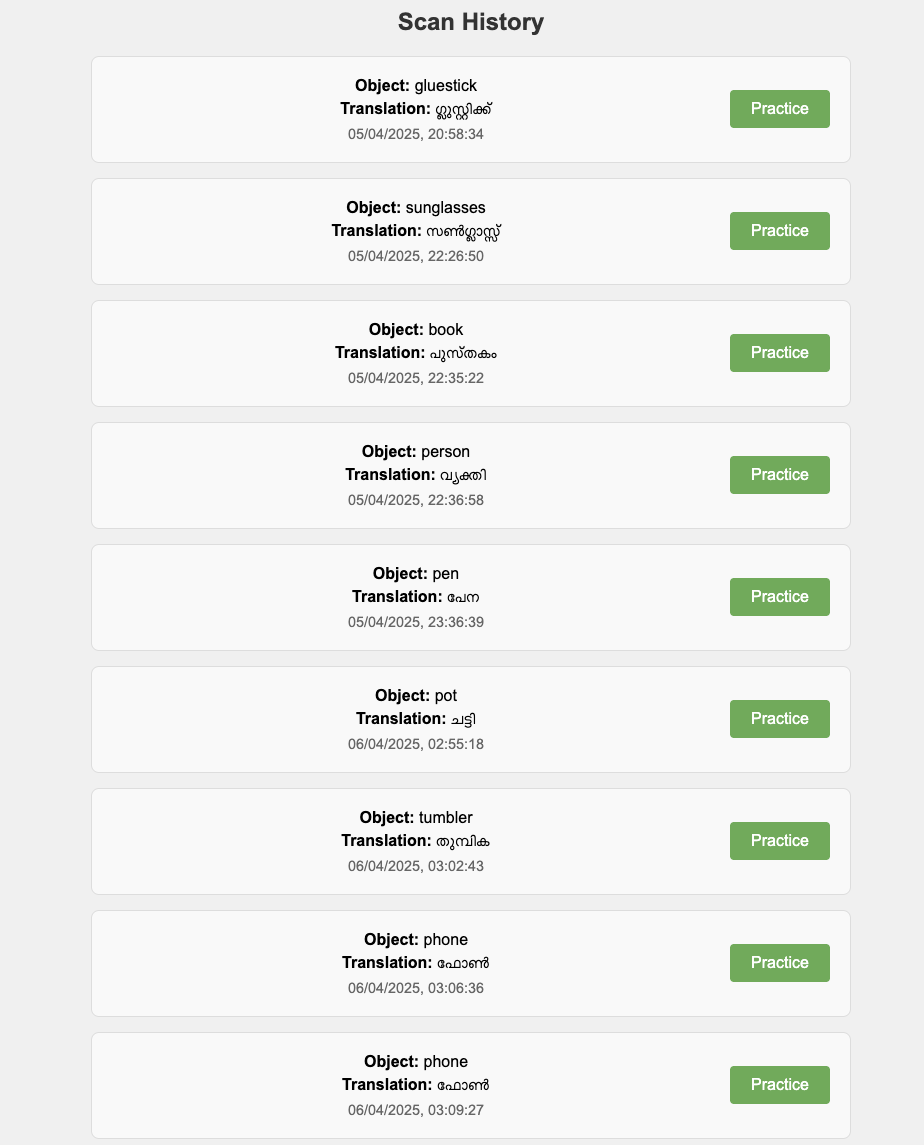 Scan History
Object: gluestick
Translation: ഗ്ലൂസ്റ്റിക്ക്
05/04/2025, 20:58:34
Practice
Object: sunglasses
Translation: സൺഗ്ലാസ്സ്
05/04/2025, 22:26:50
Practice
Object: book
Translation: പുസ്തകം
05/04/2025, 22:35:22
Practice
Object: person
Translation: വ്യക്തി
05/04/2025, 22:36:58
Practice
Object: pen
Translation: പേന
05/04/2025, 23:36:39
Practice
Object: pot
Translation: ചട്ടി
06/04/2025, 02:55:18
Practice
Object: tumbler
Translation: തുമ്പിക
06/04/2025, 03:02:43
Practice
Object: phone
Translation: ഫോൺ
06/04/2025, 03:06:36
Practice
Object: phone
Translation: ഫോൺ
06/04/2025, 03:09:27
Practice